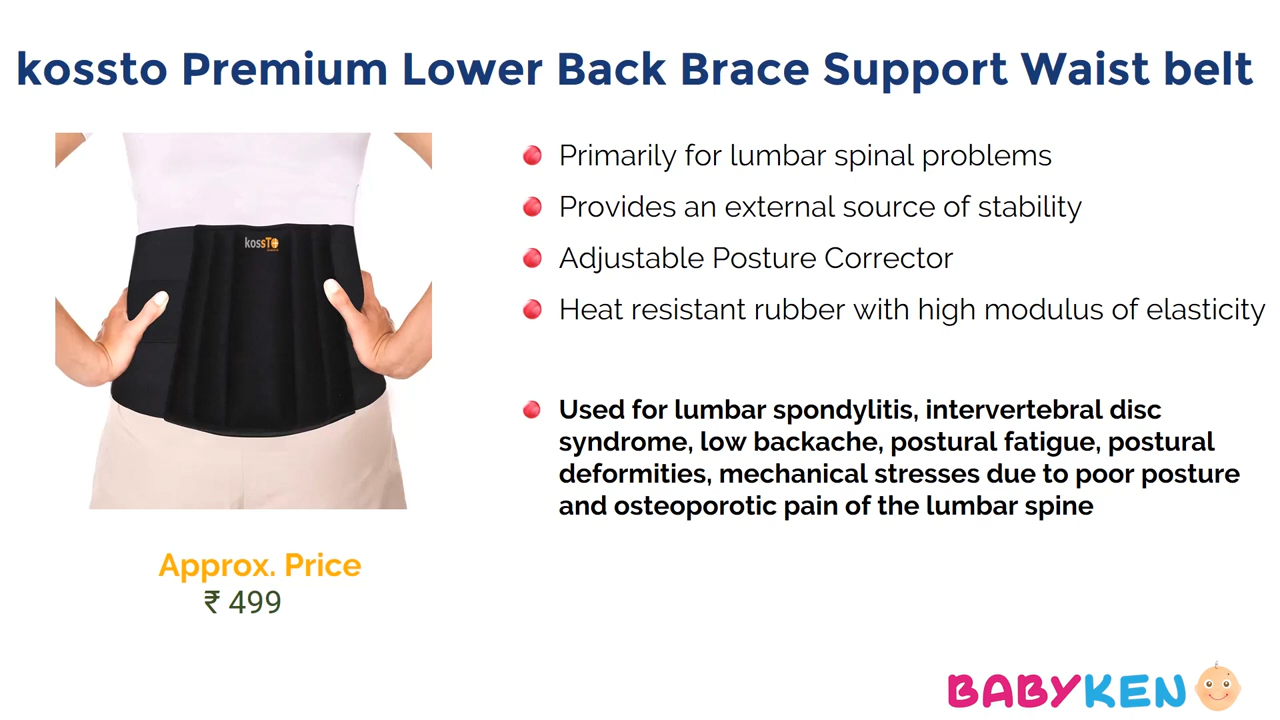 kossto Premium Lower Back Brace Support Waist belt
kossTO
Primarily for lumbar spinal problems
Provides an external source of stability
Adjustable Posture Corrector
Heat resistant rubber with high modulus of elasticity
Used for lumbar spondylitis, intervertebral disc
syndrome, low backache, postural fatigue, postural
deformities, mechanical stresses due to poor posture
and osteoporotic pain of the lumbar spine
Approx. Price
₹ 499
BABYKEN